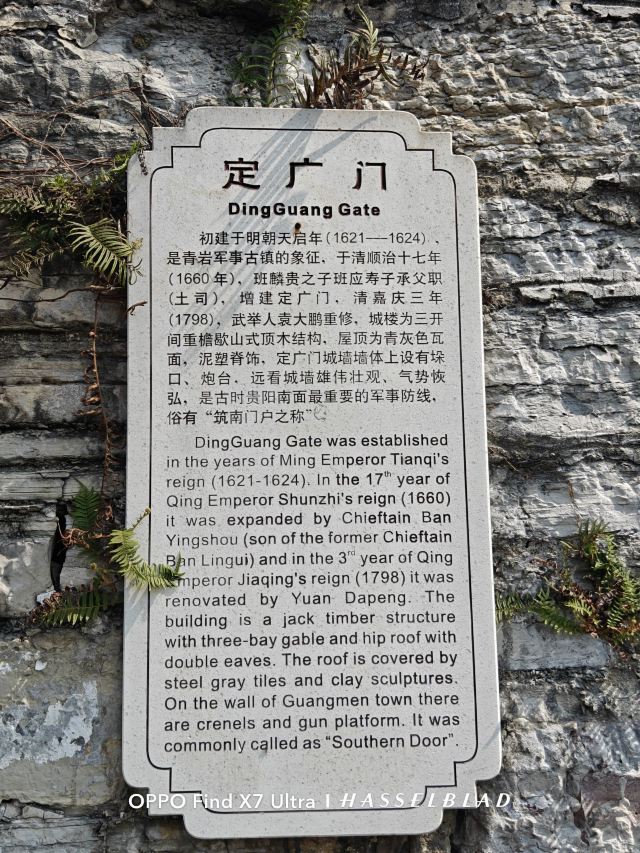 定广门
DingGuang Gate
初建于明朝天启年(1621---1624)、
是青岩军事古镇的象征，于清顺治十七年
(1660年)，班麟贵之子班应寿子承父职
(土司)，增建定广门，清嘉庆三年
(1798)，武举人袁大鹏重修，城楼为三开
间重檐歇山式顶木结构，屋顶为青灰色瓦
面，泥塑脊饰，定广门城墙墙体上设有垛
口、炮台，远看城墙雄伟壮观、气势恢
弘，是古时贵阳南面最重要的军事防线，
俗有“筑南门户之称”
DingGuang Gate was established
in the years of Ming Emperor Tianqi's
reign (1621-1624). In the 17th year of
Qing Emperor Shunzhi's reign (1660)
it was expanded by Chieftain Ban
Yingshou (son of the former Chieftain
Ban Lingui) and in the 3rd year of Qing
Emperor Jiaqing's reign (1798) it was
renovated by Yuan Dapeng. The
building is a jack timber structure
with three-bay gable and hip roof with
double eaves. The roof is covered by
steel gray tiles and clay sculptures.
On the wall of Guangmen town there
are crenels and gun platform. It was
commonly called as “Southern Door”.
OPPO Find X7 Ultra | HASSELBLAD